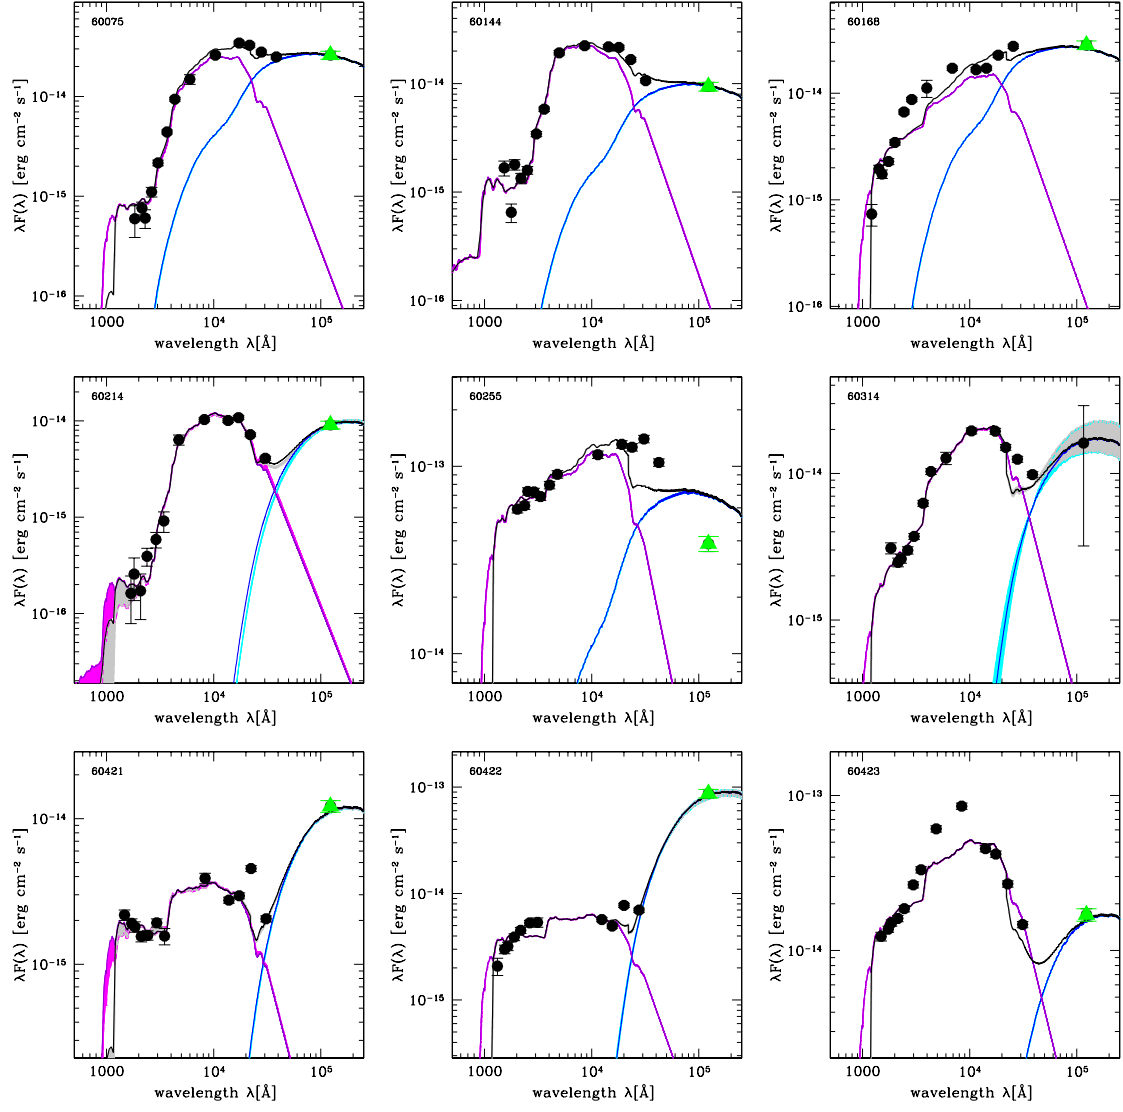 60075
10⁻¹⁴
10⁻¹⁵
10⁻¹⁶
λF(λ) [erg cm⁻² s⁻¹]
1000 10⁴ 10⁵
wavelength λ[Å]
60144
10⁻¹⁴
10⁻¹⁵
10⁻¹⁶
λF(λ) [erg cm⁻² s⁻¹]
1000 10⁴ 10⁵
wavelength λ[Å]
60168
10⁻¹⁴
10⁻¹⁵
10⁻¹⁶
λF(λ) [erg cm⁻² s⁻¹]
1000 10⁴ 10⁵
wavelength λ[Å]
60214
10⁻¹⁴
10⁻¹⁵
10⁻¹⁶
λF(λ) [erg cm⁻² s⁻¹]
1000 10⁴ 10⁵
wavelength λ[Å]
60255
10⁻¹³
10⁻¹⁴
λF(λ) [erg cm⁻² s⁻¹]
1000 10⁴ 10⁵
wavelength λ[Å]
60314
10⁻¹⁴
10⁻¹⁵
λF(λ) [erg cm⁻² s⁻¹]
1000 10⁴ 10⁵
wavelength λ[Å]
60421
10⁻¹⁴
10⁻¹⁵
λF(λ) [erg cm⁻² s⁻¹]
1000 10⁴ 10⁵
wavelength λ[Å]
60422
10⁻¹³
10⁻¹⁴
10⁻¹⁵
λF(λ) [erg cm⁻² s⁻¹]
1000 10⁴ 10⁵
wavelength λ[Å]
60423
10⁻¹³
10⁻¹⁴
λF(λ) [erg cm⁻² s⁻¹]
1000 10⁴ 10⁵
wavelength λ[Å]